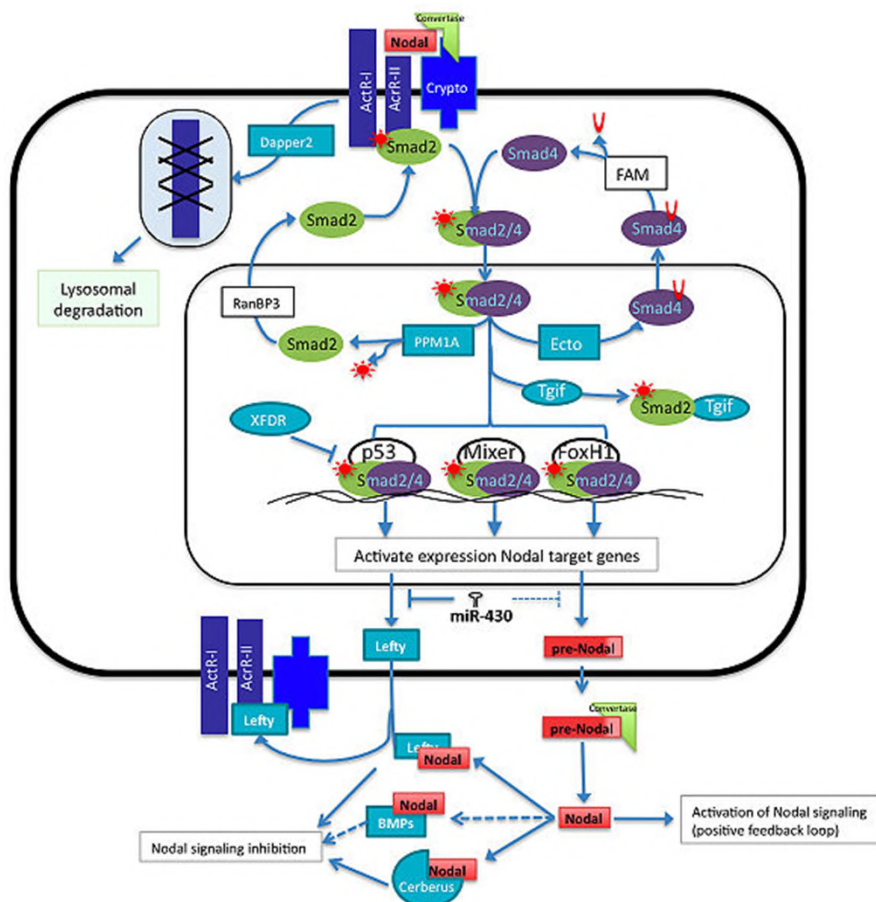 Convertase
Nodal
ActR-I
AcrR-II
Crypto
Dapper2
Smad2
Smad4
FAM
Smad2
Smad2/4
Smad4
Lysosomal
degradation
RanBP3
Smad2/4
Smad4
Smad2
PPM1A
Ecto
Tgif
Smad2
Tgif
XFDR
p53
Mixer
FoxH1
Smad2/4
Smad2/4
Smad2/4
Activate expression Nodal target genes
miR-430
Lefty
pre-Nodal
ActR-I
AcrR-II
Lefty
Convertase
pre-Nodal
Lefty
Nodal
Nodal
BMPs
Nodal
Activation of Nodal signaling
(positive feedback loop)
Nodal signaling inhibition
Nodal
Cerberus